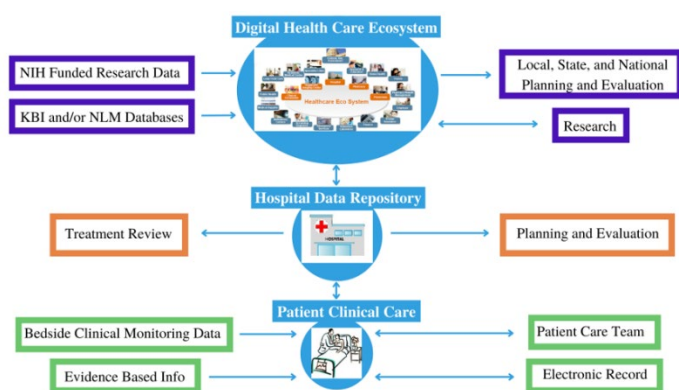 Digital Health Care Ecosystem
NIH Funded Research Data
KBI and/or NLM Databases
Healthcare Eco System
Local, State, and National
Planning and Evaluation
Research
Hospital Data Repository
Treatment Review
HOSPITAL
Planning and Evaluation
Patient Clinical Care
Bedside Clinical Monitoring Data
Evidence Based Info
Patient Care Team
Electronic Record